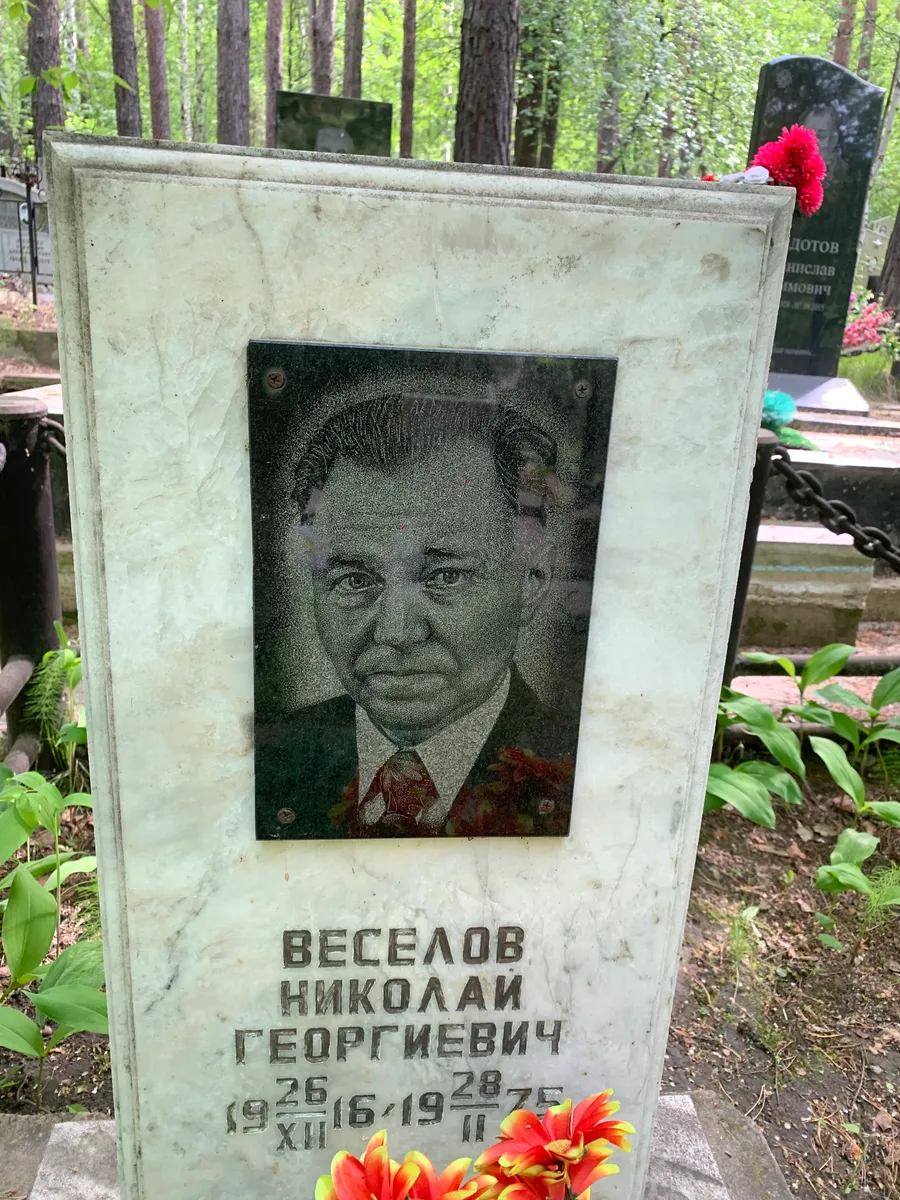 ВЕСЕЛОВ
НИКОЛАЙ
ГЕОРГИЕВИЧ
19 26/XII 16-19 28/II 75